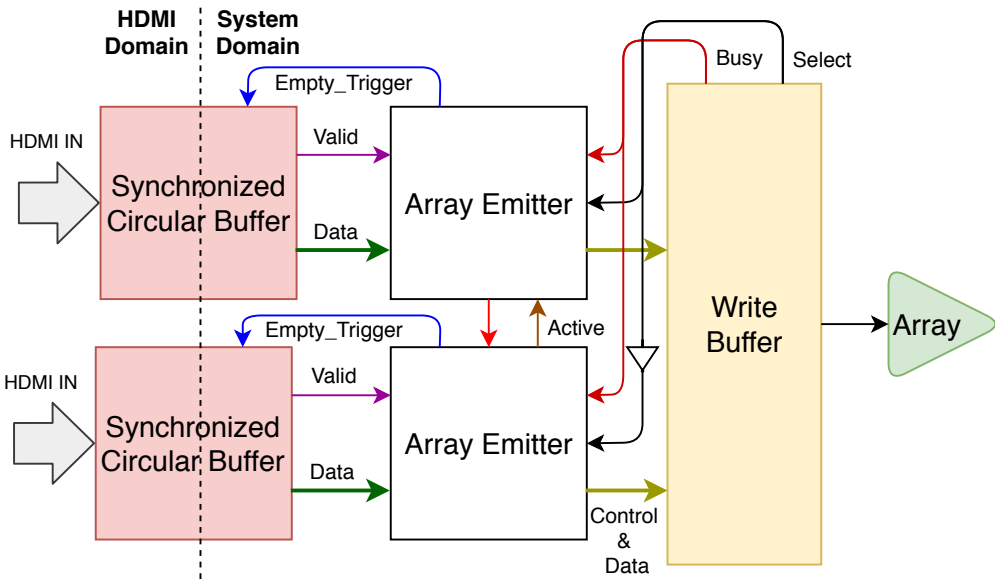 HDMI
Domain
System
Domain
Busy
Select
Empty_Trigger
HDMI IN
Valid
Synchronized
Circular Buffer
Array Emitter
Data
Write
Buffer
Array
Empty_Trigger
Active
HDMI IN
Valid
Synchronized
Circular Buffer
Array Emitter
Data
Control
&
Data